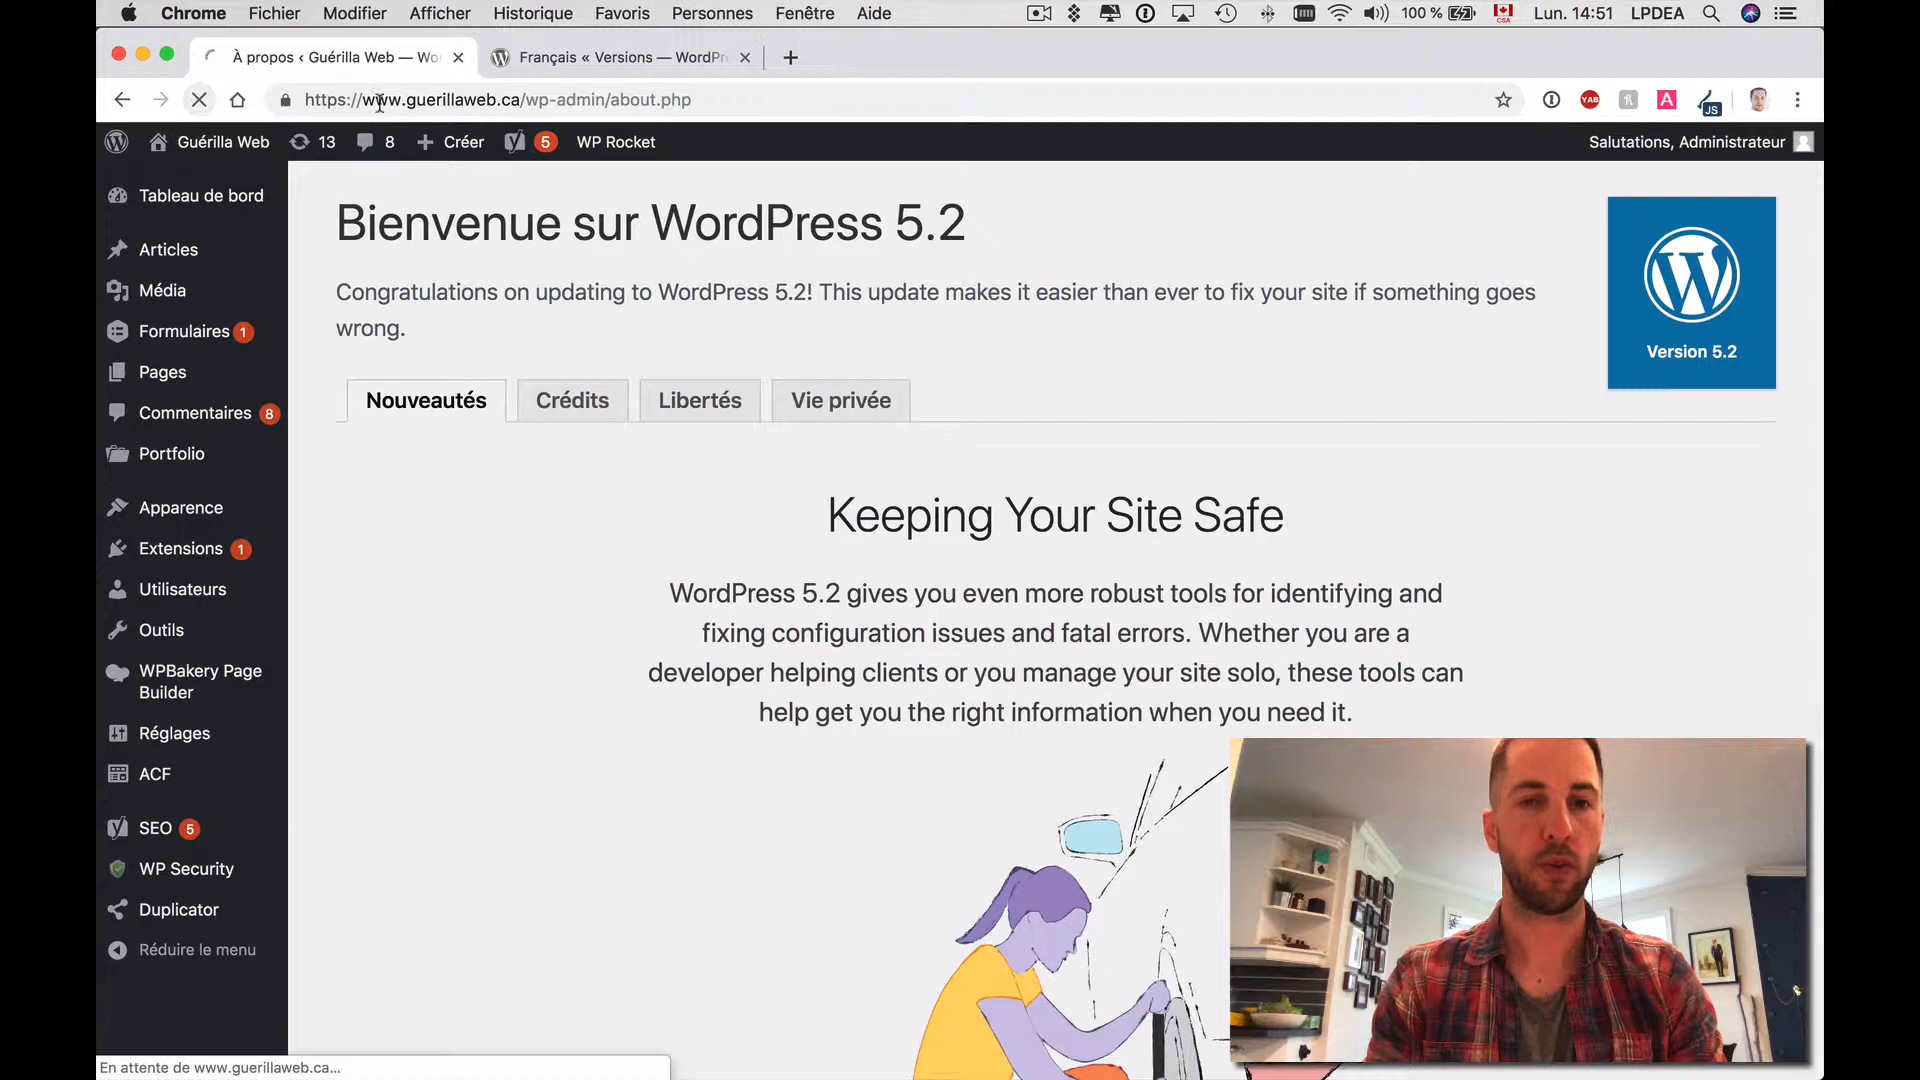 Chrome Fichier Modifier Afficher Historique Favoris Personnes Fenêtre Aide 100 % CSA Lun. 14:51 LPDEA
À propos ‹ Guérilla Web — Wo
Français « Versions — WordPr
https://www.guerillaweb.ca/wp-admin/about.php
YAB A JS
Guérilla Web 13 8 Créer 5 WP Rocket Salutations, Administrateur
Tableau de bord
Articles
Média
Formulaires 1
Pages
Commentaires 8
Portfolio
Apparence
Extensions 1
Utilisateurs
Outils
WPBakery Page
Builder
Réglages
ACF
SEO 5
WP Security
Duplicator
Réduire le menu
Bienvenue sur WordPress 5.2
Congratulations on updating to WordPress 5.2! This update makes it easier than ever to fix your site if something goes
wrong.
Version 5.2
Nouveautés Crédits Libertés Vie privée
Keeping Your Site Safe
WordPress 5.2 gives you even more robust tools for identifying and
fixing configuration issues and fatal errors. Whether you are a
developer helping clients or you manage your site solo, these tools can
help get you the right information when you need it.
En attente de www.guerillaweb.ca...